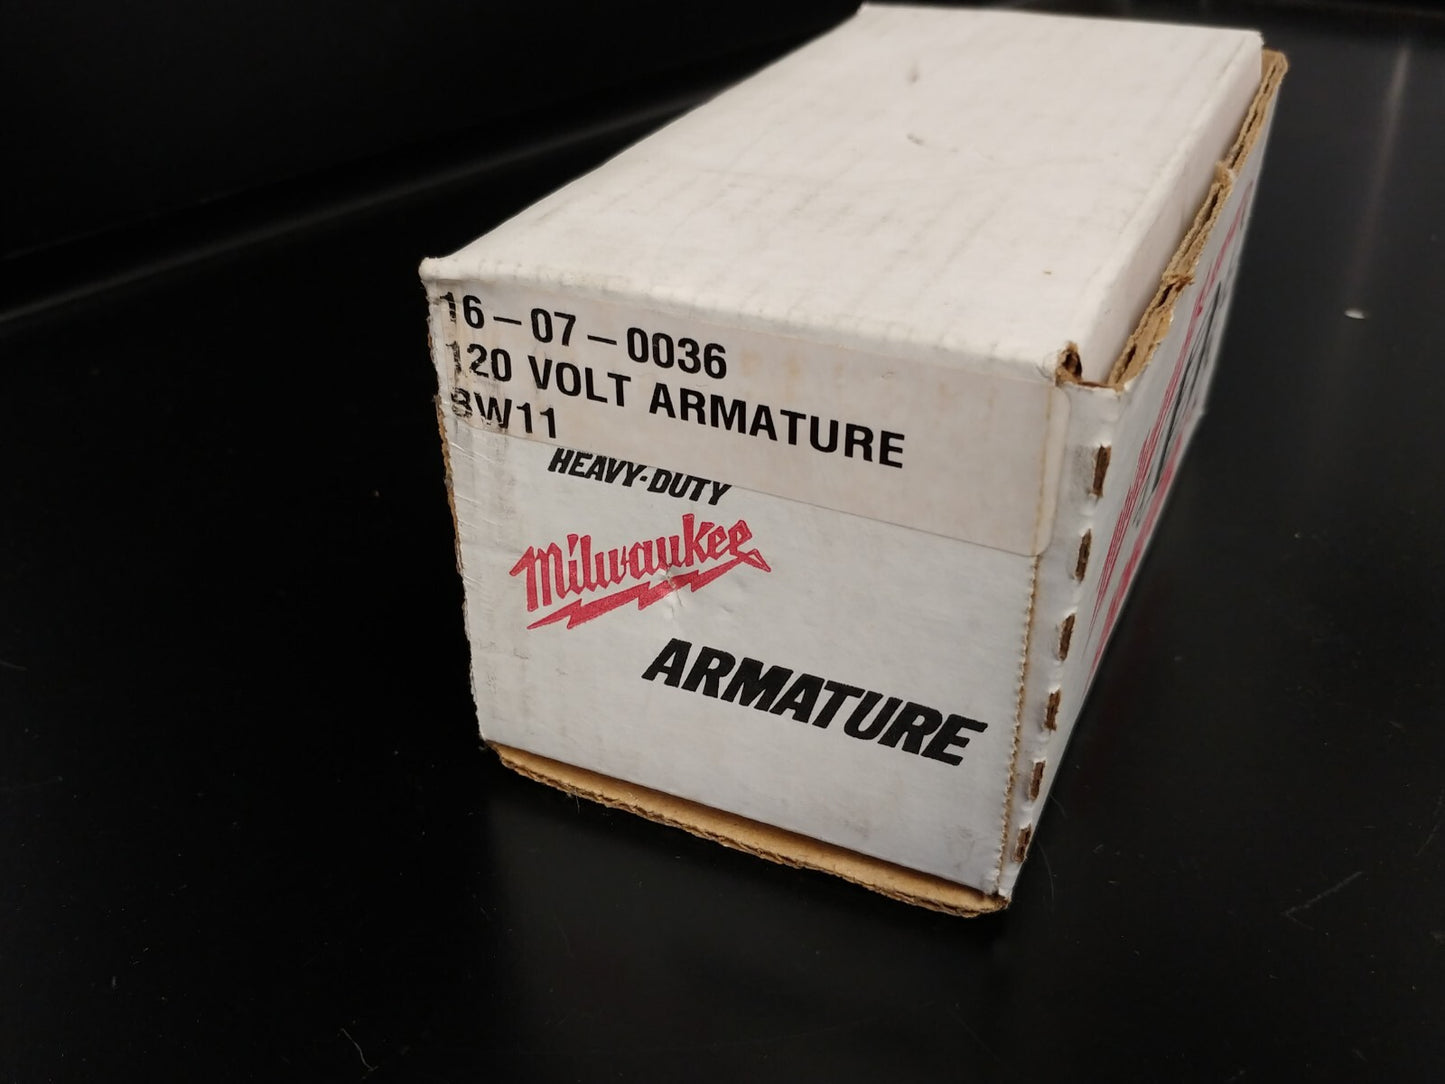 16-07-0036
120 VOLT ARMATURE
HEAVY-DUTY
Milwaukee
ARMATURE